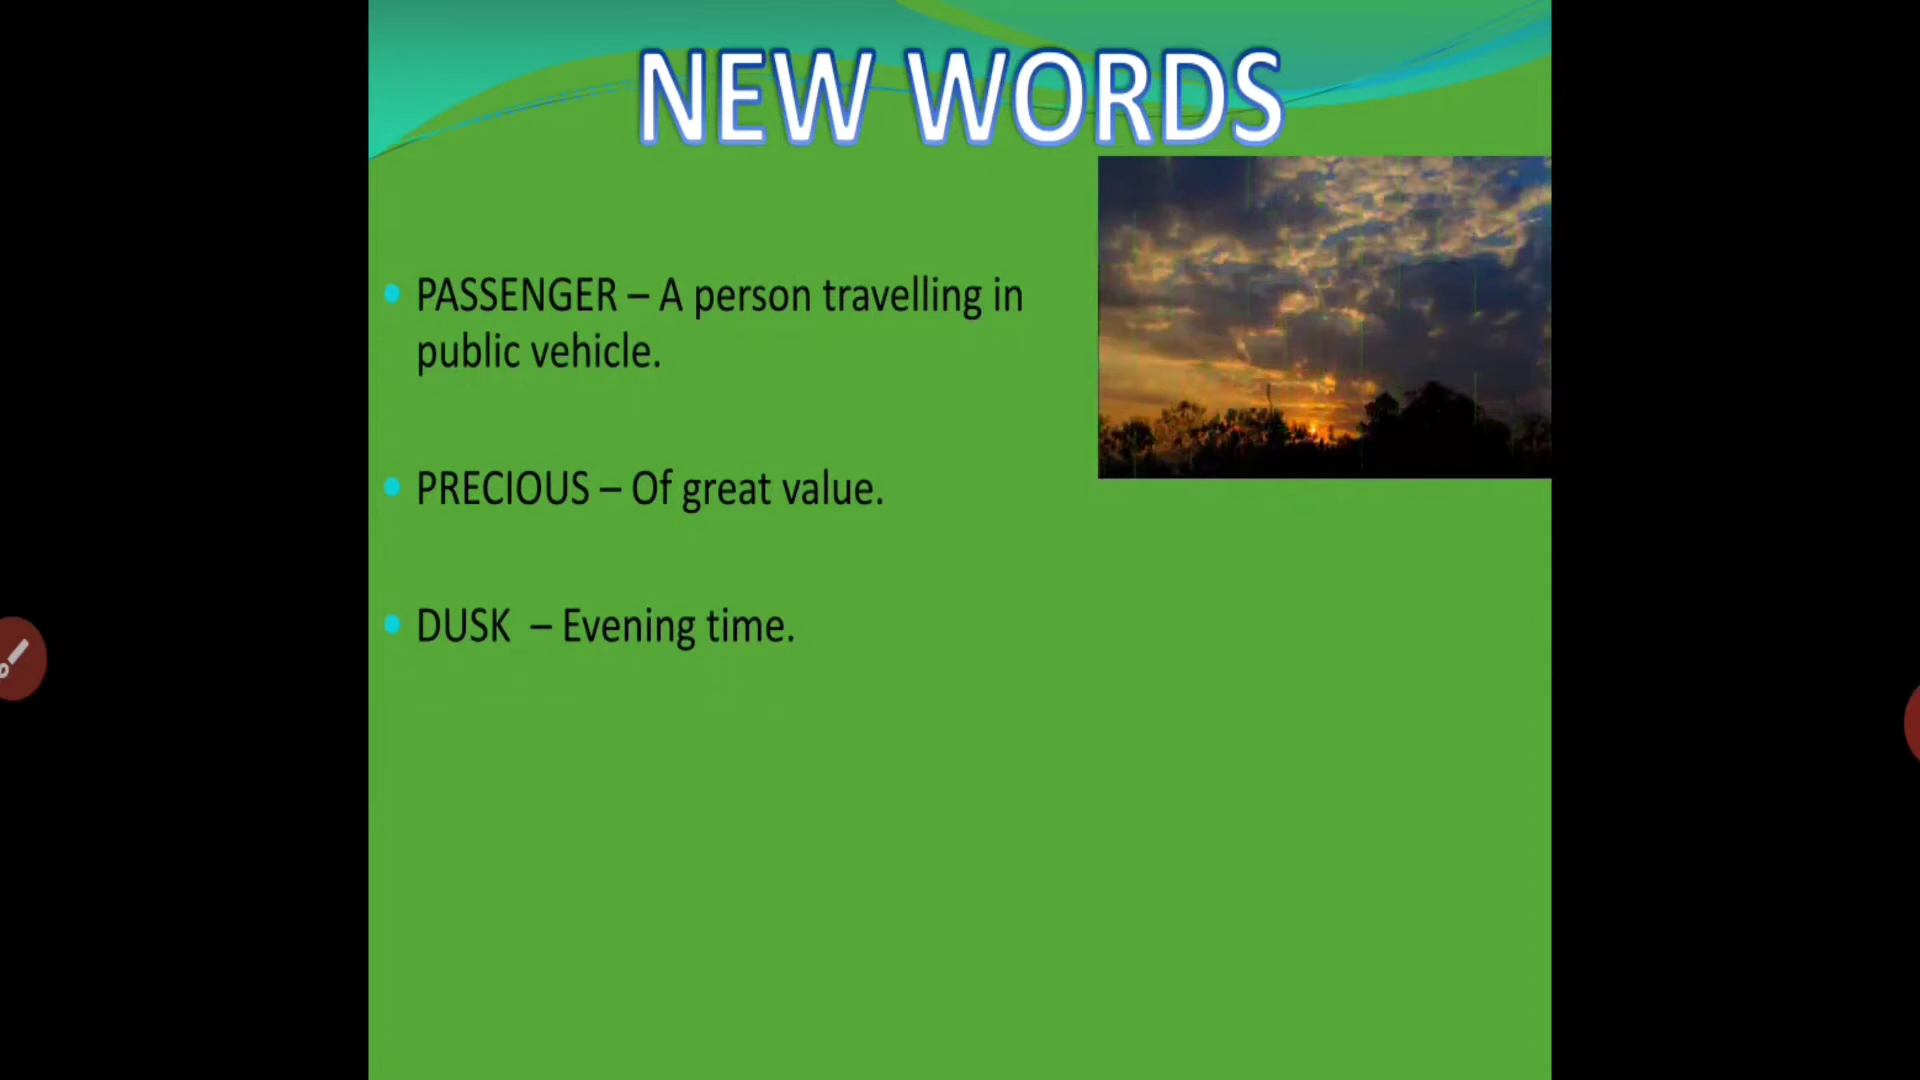 NEW WORDS
PASSENGER – A person travelling in
public vehicle.
PRECIOUS – Of great value.
DUSK – Evening time.